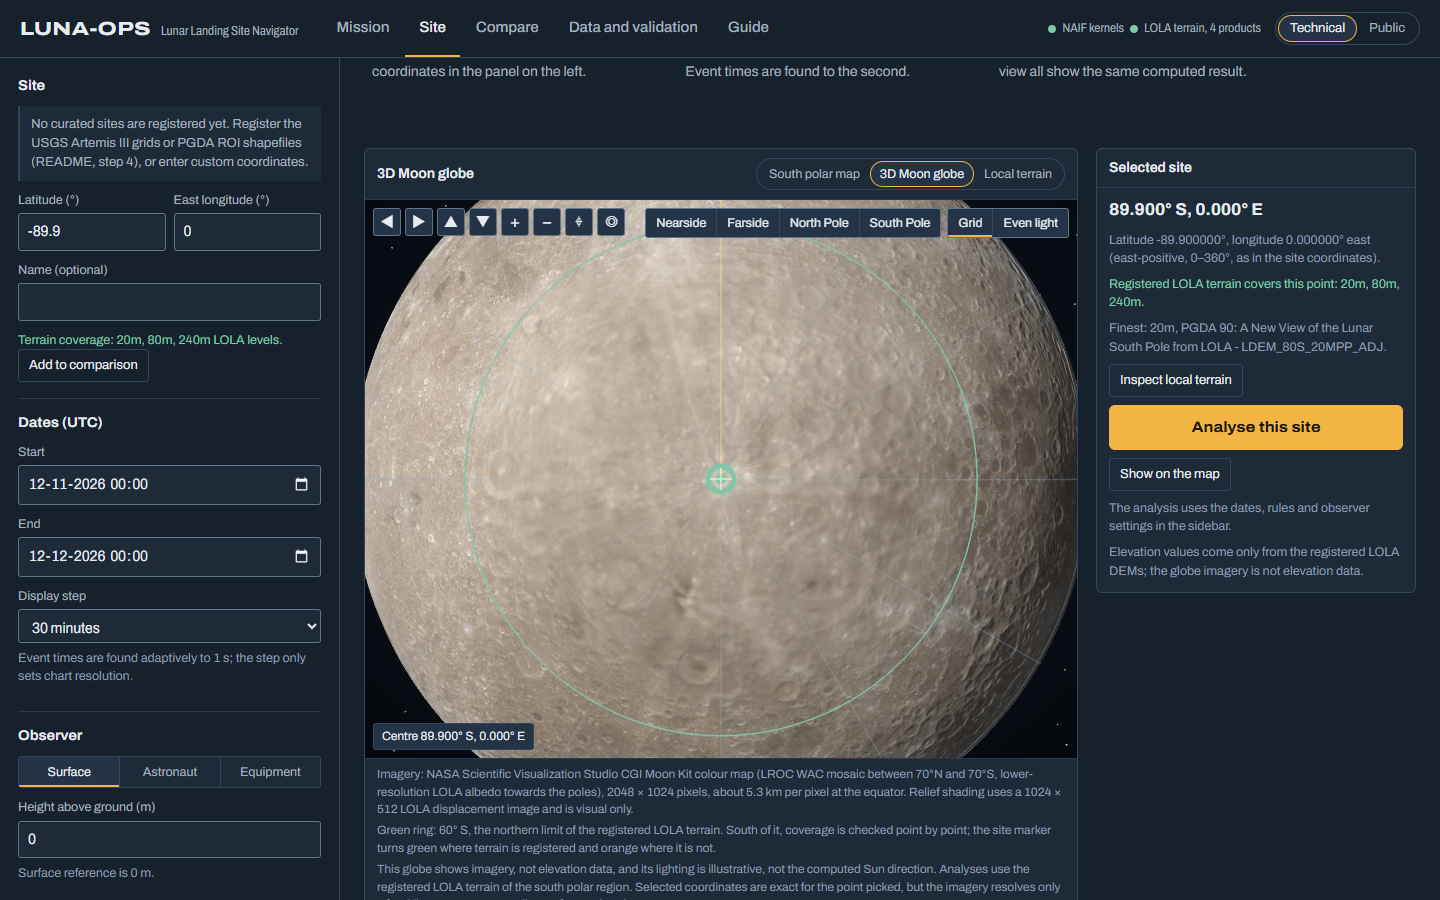 LUNA-OPS Lunar Landing Site Navigator
Mission
Site
Compare
Data and validation
Guide
NAIF kernels
LOLA terrain, 4 products
Technical
Public
Site
No curated sites are registered yet. Register the
USGS Artemis III grids or PGDA ROI shapefiles
(README, step 4), or enter custom coordinates.
Latitude (°)
East longitude (°)
-89.9
0
Name (optional)
Terrain coverage: 20m, 80m, 240m LOLA levels.
Add to comparison
Dates (UTC)
Start
12-11-2026 00:00
End
12-12-2026 00:00
Display step
30 minutes
Event times are found adaptively to 1 s; the step only
sets chart resolution.
Observer
Surface
Astronaut
Equipment
Height above ground (m)
0
Surface reference is 0 m.
coordinates in the panel on the left.
Event times are found to the second.
view all show the same computed result.
3D Moon globe
South polar map
3D Moon globe
Local terrain
Nearside
Farside
North Pole
South Pole
Grid
Even light
Centre 89.900° S, 0.000° E
Imagery: NASA Scientific Visualization Studio CGI Moon Kit colour map (LROC WAC mosaic between 70°N and 70°S, lower-
resolution LOLA albedo towards the poles), 2048 × 1024 pixels, about 5.3 km per pixel at the equator. Relief shading uses a 1024 ×
512 LOLA displacement image and is visual only.
Green ring: 60° S, the northern limit of the registered LOLA terrain. South of it, coverage is checked point by point; the site marker
turns green where terrain is registered and orange where it is not.
This globe shows imagery, not elevation data, and its lighting is illustrative, not the computed Sun direction. Analyses use the
registered LOLA terrain of the south polar region. Selected coordinates are exact for the point picked, but the imagery resolves only
Selected site
89.900° S, 0.000° E
Latitude -89.900000°, longitude 0.000000° east
(east-positive, 0–360°, as in the site coordinates).
Registered LOLA terrain covers this point: 20m, 80m,
240m.
Finest: 20m, PGDA 90: A New View of the Lunar
South Pole from LOLA - LDEM_80S_20MPP_ADJ.
Inspect local terrain
Analyse this site
Show on the map
The analysis uses the dates, rules and observer
settings in the sidebar.
Elevation values come only from the registered LOLA
DEMs; the globe imagery is not elevation data.